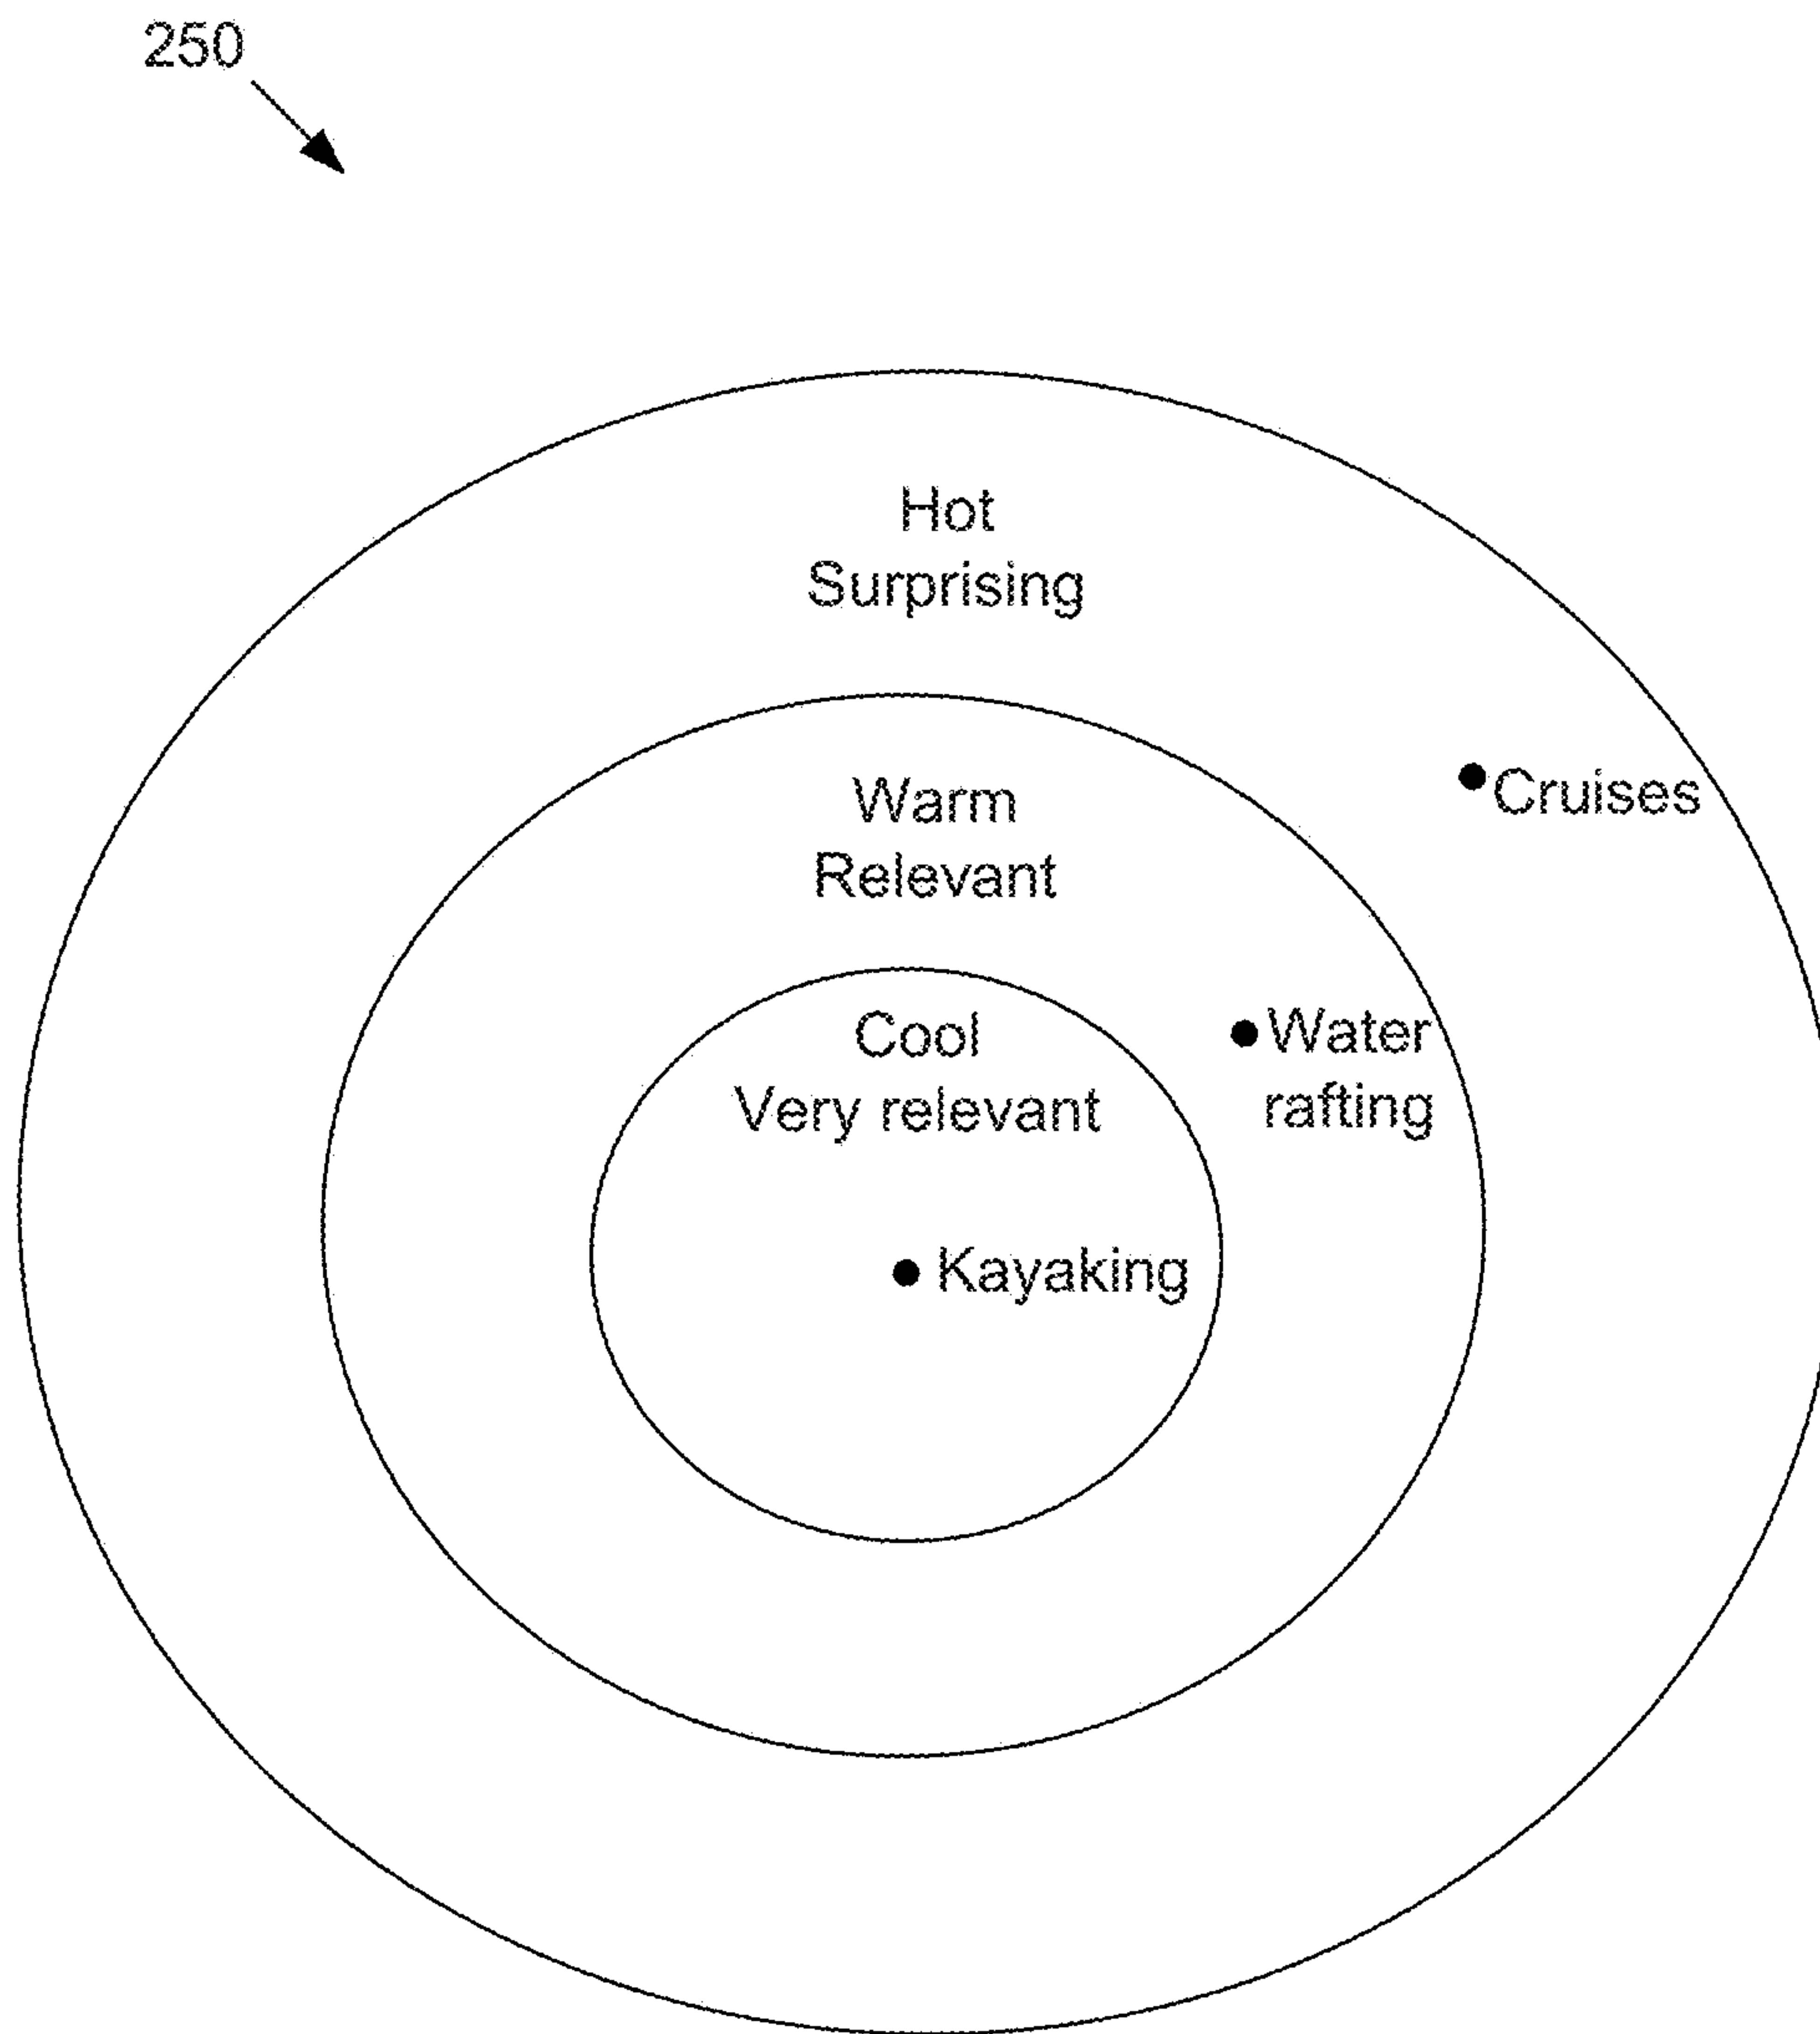 250
Hot
Surprising
Cruises
Warm
Relevant
Water
rafting
Cool
Very relevant
Kayaking